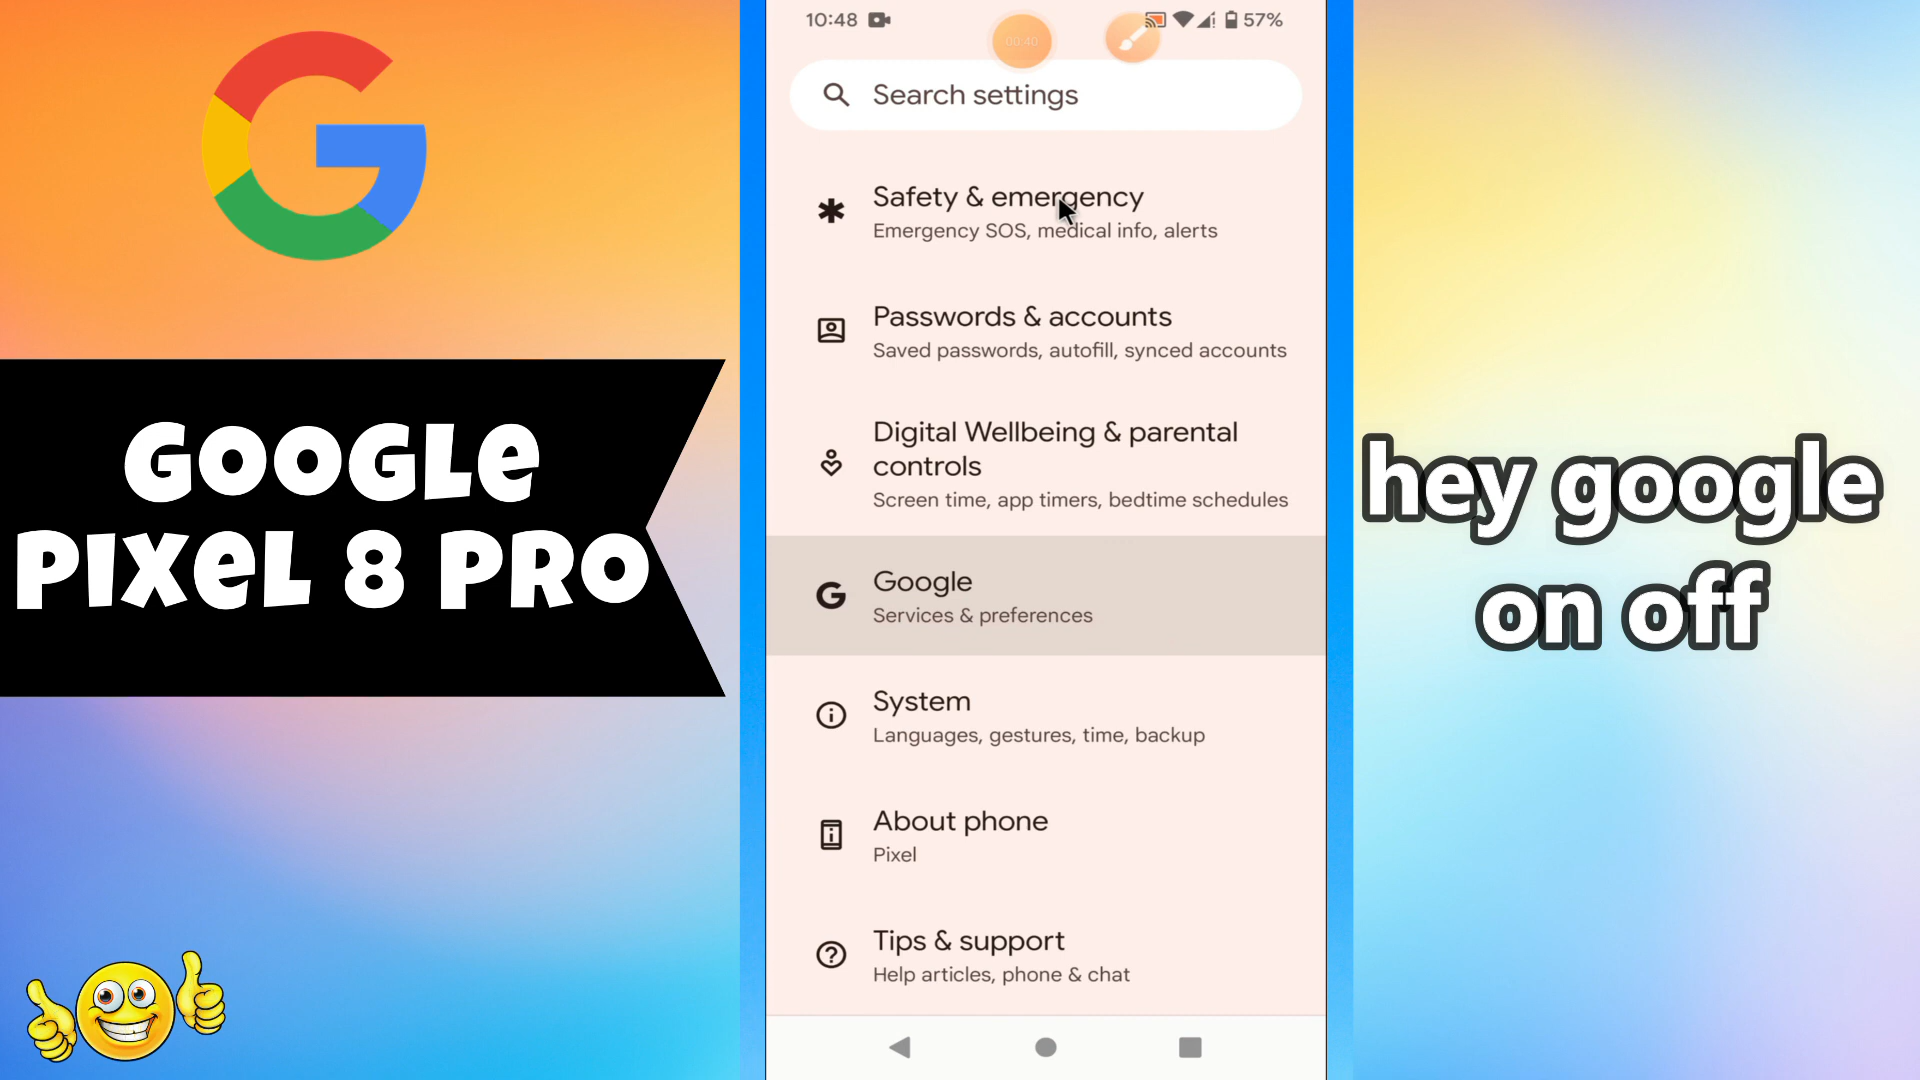 GOOGLE
PIXEL 8 PRO
10:48
57%
00:40
Search settings
Safety & emergency
Emergency SOS, medical info, alerts
Passwords & accounts
Saved passwords, autofill, synced accounts
Digital Wellbeing & parental
controls
Screen time, app timers, bedtime schedules
Google
Services & preferences
System
Languages, gestures, time, backup
About phone
Pixel
Tips & support
Help articles, phone & chat
hey google
on off